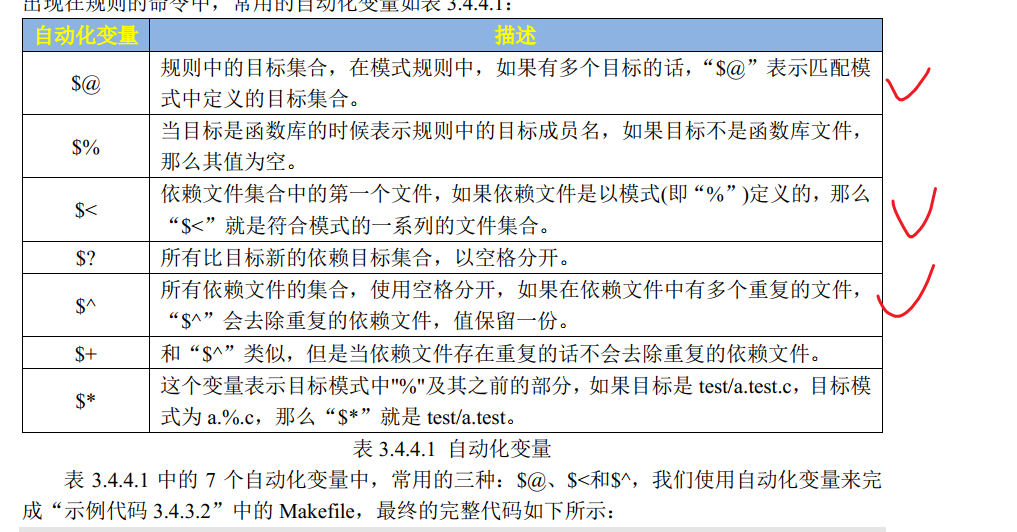 出现在规则的命令中，常用的自动化变量如表 3.4.4.1：
自动化变量 描述
$@ 规则中的目标集合，在模式规则中，如果有多个目标的话，“$@”表示匹配模
式中定义的目标集合。
$% 当目标是函数库的时候表示规则中的目标成员名，如果目标不是函数库文件，
那么其值为空。
$< 依赖文件集合中的第一个文件，如果依赖文件是以模式(即“%”)定义的，那么
“$<”就是符合模式的一系列的文件集合。
$? 所有比目标新的依赖目标集合，以空格分开。
$^ 所有依赖文件的集合，使用空格分开，如果在依赖文件中有多个重复的文件，
“$^”会去除重复的依赖文件，值保留一份。
$+ 和“$^”类似，但是当依赖文件存在重复的话不会去除重复的依赖文件。
$* 这个变量表示目标模式中"%"及其之前的部分，如果目标是 test/a.test.c，目标模
式为 a.%.c，那么“$*”就是 test/a.test。
表 3.4.4.1 自动化变量
表 3.4.4.1 中的 7 个自动化变量中，常用的三种：$@、$<和$^，我们使用自动化变量来完
成“示例代码 3.4.3.2”中的 Makefile，最终的完整代码如下所示：